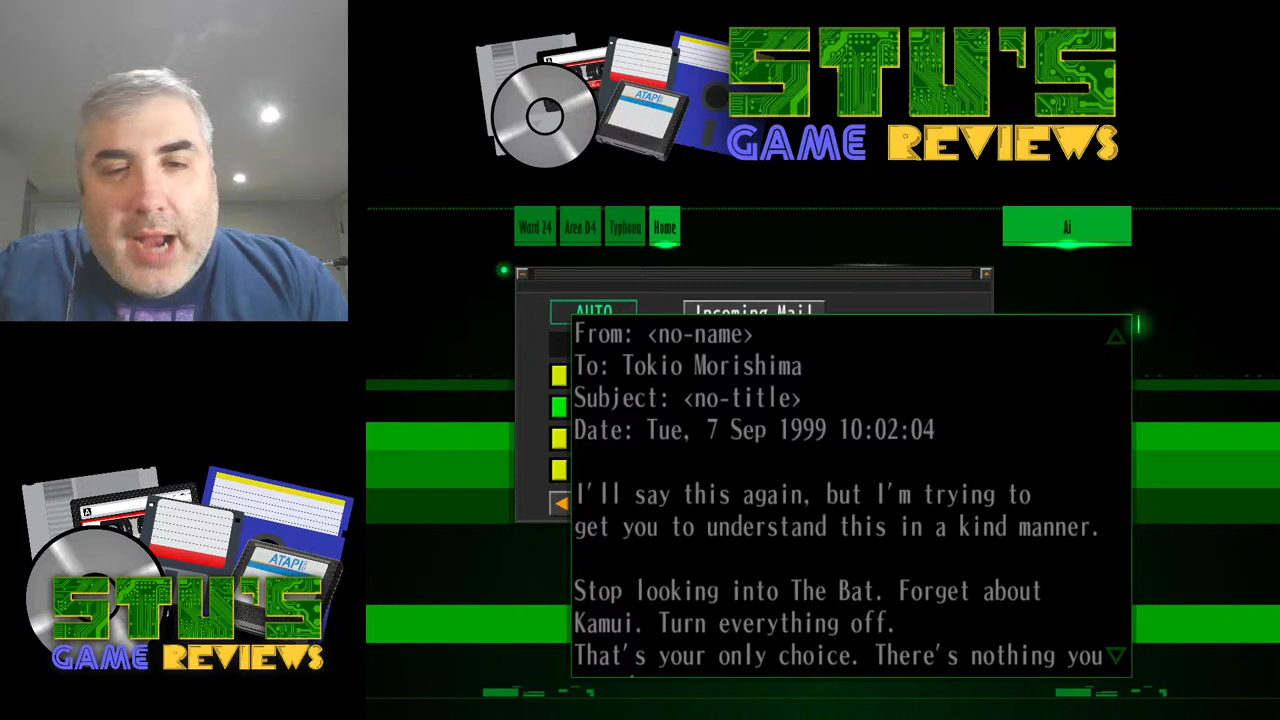 STU'S
GAME REVIEWS
ATAPI
Ward 24
Area D4
Typhoon
Home
Ai
AUTO
Incoming Mail
From: <no-name>
To: Tokio Morishima
Subject: <no-title>
Date: Tue, 7 Sep 1999 10:02:04
I'll say this again, but I'm trying to
get you to understand this in a kind manner.
Stop looking into The Bat. Forget about
Kamui. Turn everything off.
That's your only choice. There's nothing you
A
ATAPI
STU'S
GAME REVIEWS